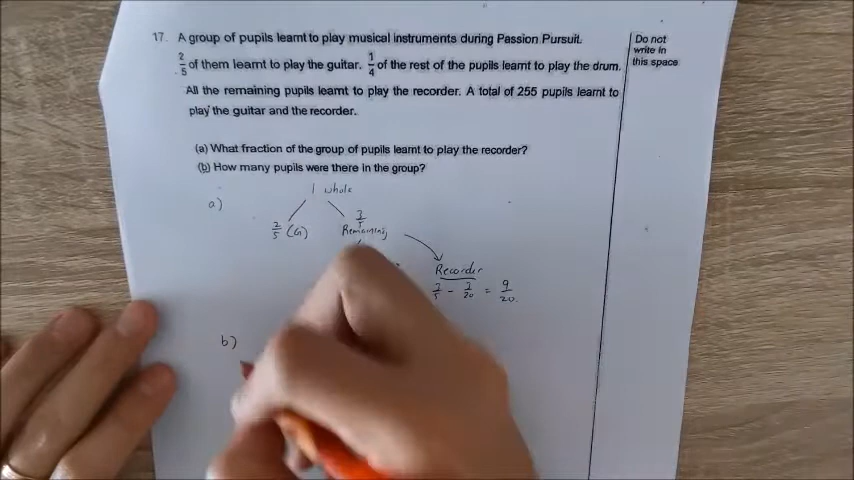 17. A group of pupils learnt to play musical instruments during Passion Pursuit.
2/5 of them learnt to play the guitar. 1/4 of the rest of the pupils learnt to play the drum.
All the remaining pupils learnt to play the recorder. A total of 255 pupils learnt to
play the guitar and the recorder.
Do not
write in
this space
(a) What fraction of the group of pupils learnt to play the recorder?
(b) How many pupils were there in the group?
1 whole
a)
2/5 (G)
3/5
Remaining
Recorder
3/5 - 3/20 = 9/20
b)